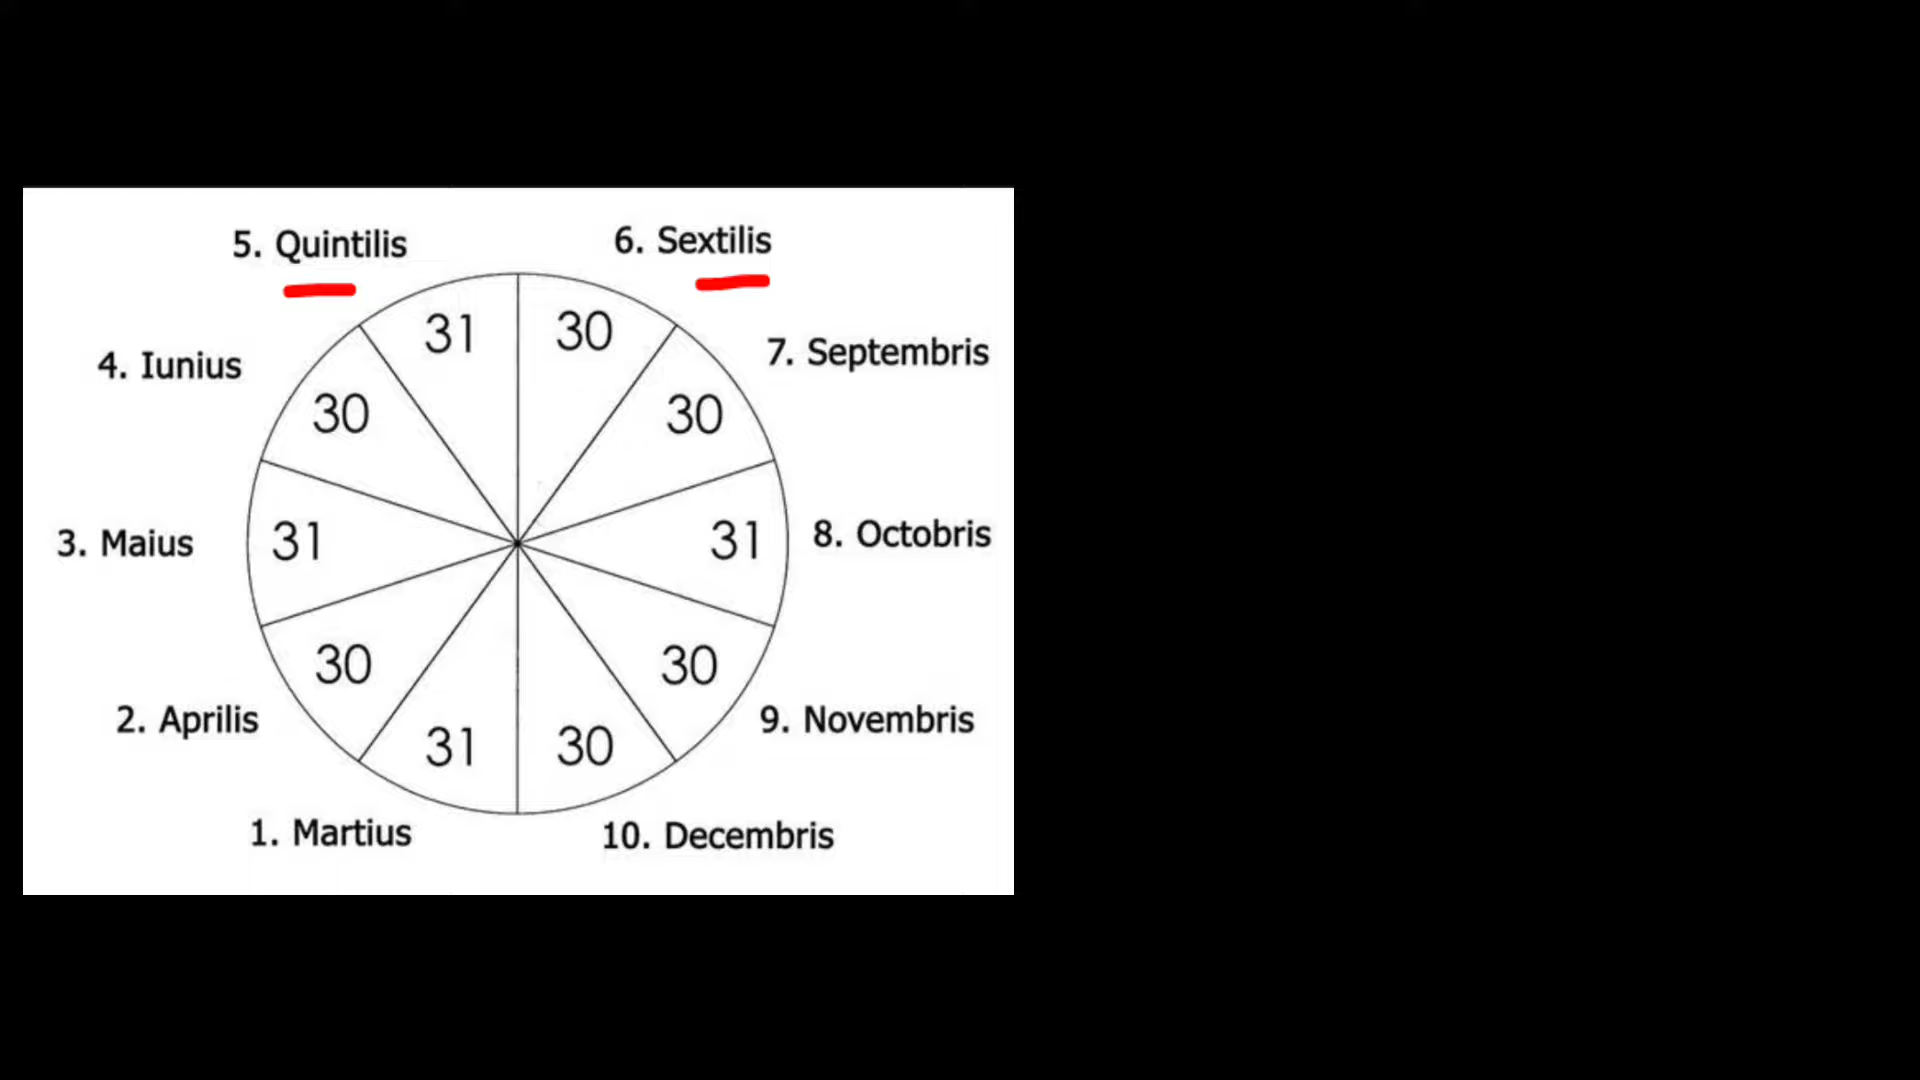 5. Quintilis
6. Sextilis
31
30
4. Iunius
7. Septembris
30
30
3. Maius
31
31
8. Octobris
30
30
2. Aprilis
9. Novembris
31
30
1. Martius
10. Decembris